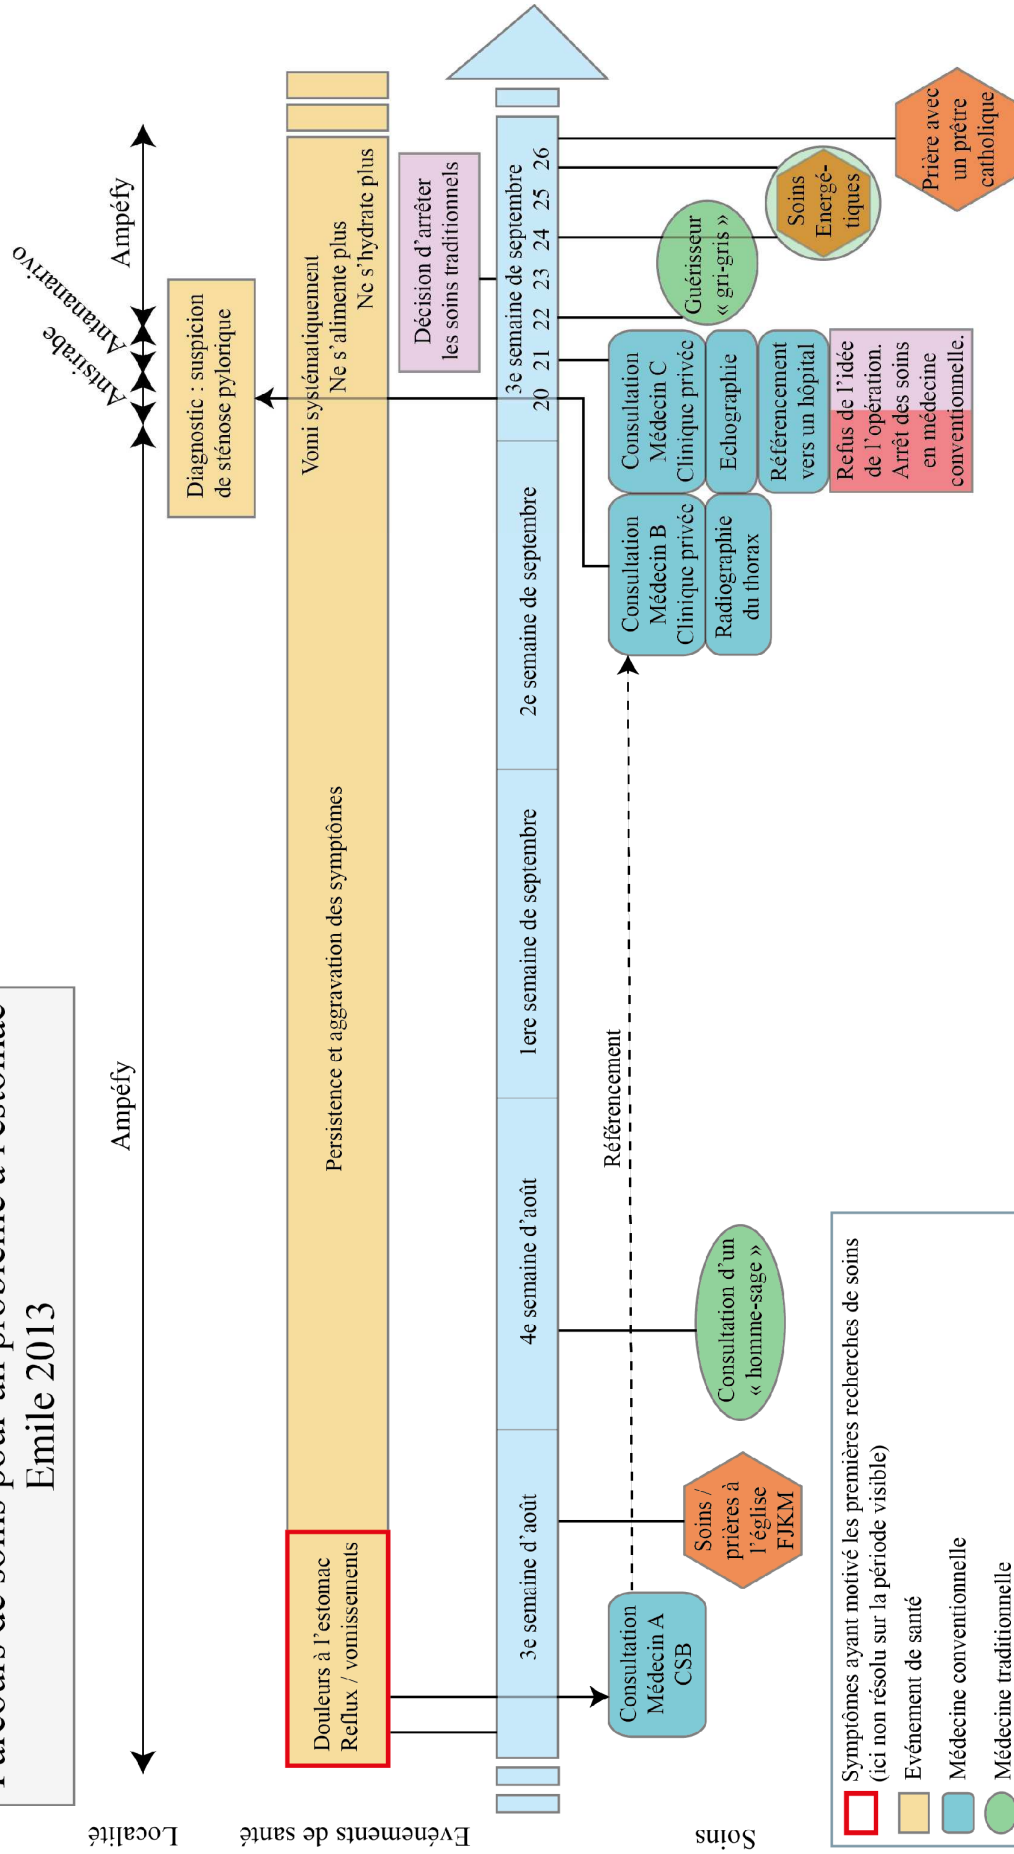 Parcours de soins pour un problème à l'estomac
Emile 2013
Localité
Ampéfy
Antsirabe
Antananarivo
Ampéfy
Evénements de santé
Diagnostic : suspicion
de sténose pylorique
Douleurs à l'estomac
Reflux / vomissements
Persistence et aggravation des symptômes
Vomi systématiquement
Ne s'alimente plus
Ne s'hydrate plus
Décision d'arrêter
les soins traditionnels
3e semaine d'août
4e semaine d'août
1ere semaine de septembre
2e semaine de septembre
3e semaine de septembre
20 21 22 23 24 25 26
Soins
Référencement
Consultation
Médecin A
CSB
Soins /
prières à
l'église
FJKM
Consultation d'un
« homme-sage »
Consultation
Médecin B
Clinique privée
Radiographie
du thorax
Consultation
Médecin C
Clinique privée
Echographie
Référencement
vers un hôpital
Refus de l'idée
de l'opération.
Arrêt des soins
en médecine
conventionnelle.
Guérisseur
« gri-gris »
Soins
Energé-
tiques
Prière avec
un prêtre
catholique
Symptômes ayant motivé les premières recherches de soins
(ici non résolu sur la période visible)
Evénement de santé
Médecine conventionnelle
Médecine traditionnelle